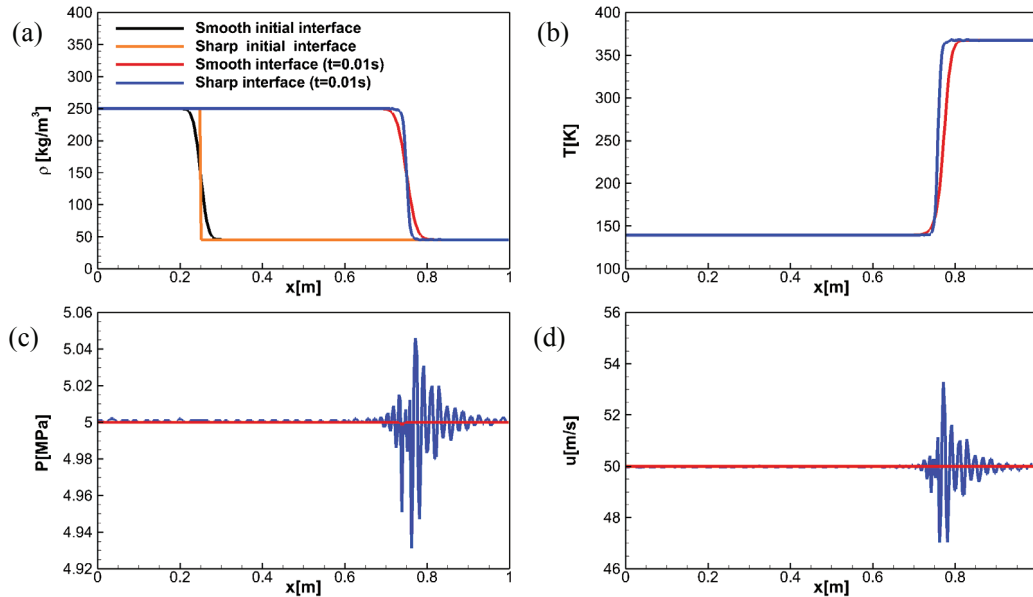 (a)
400
350
300
250
200
150
100
50
0
ρ [kg/m³]
Smooth initial interface
Sharp initial interface
Smooth interface (t=0.01s)
Sharp interface (t=0.01s)
0 0.2 0.4 0.6 0.8 1
x[m]
(b)
400
350
300
250
200
150
100
T[K]
0 0.2 0.4 0.6 0.8
x[m]
(c)
5.06
5.04
5.02
5
4.98
4.96
4.94
4.92
P[MPa]
0 0.2 0.4 0.6 0.8 1
x[m]
(d)
56
54
52
50
48
46
u[m/s]
0 0.2 0.4 0.6 0.8
x[m]